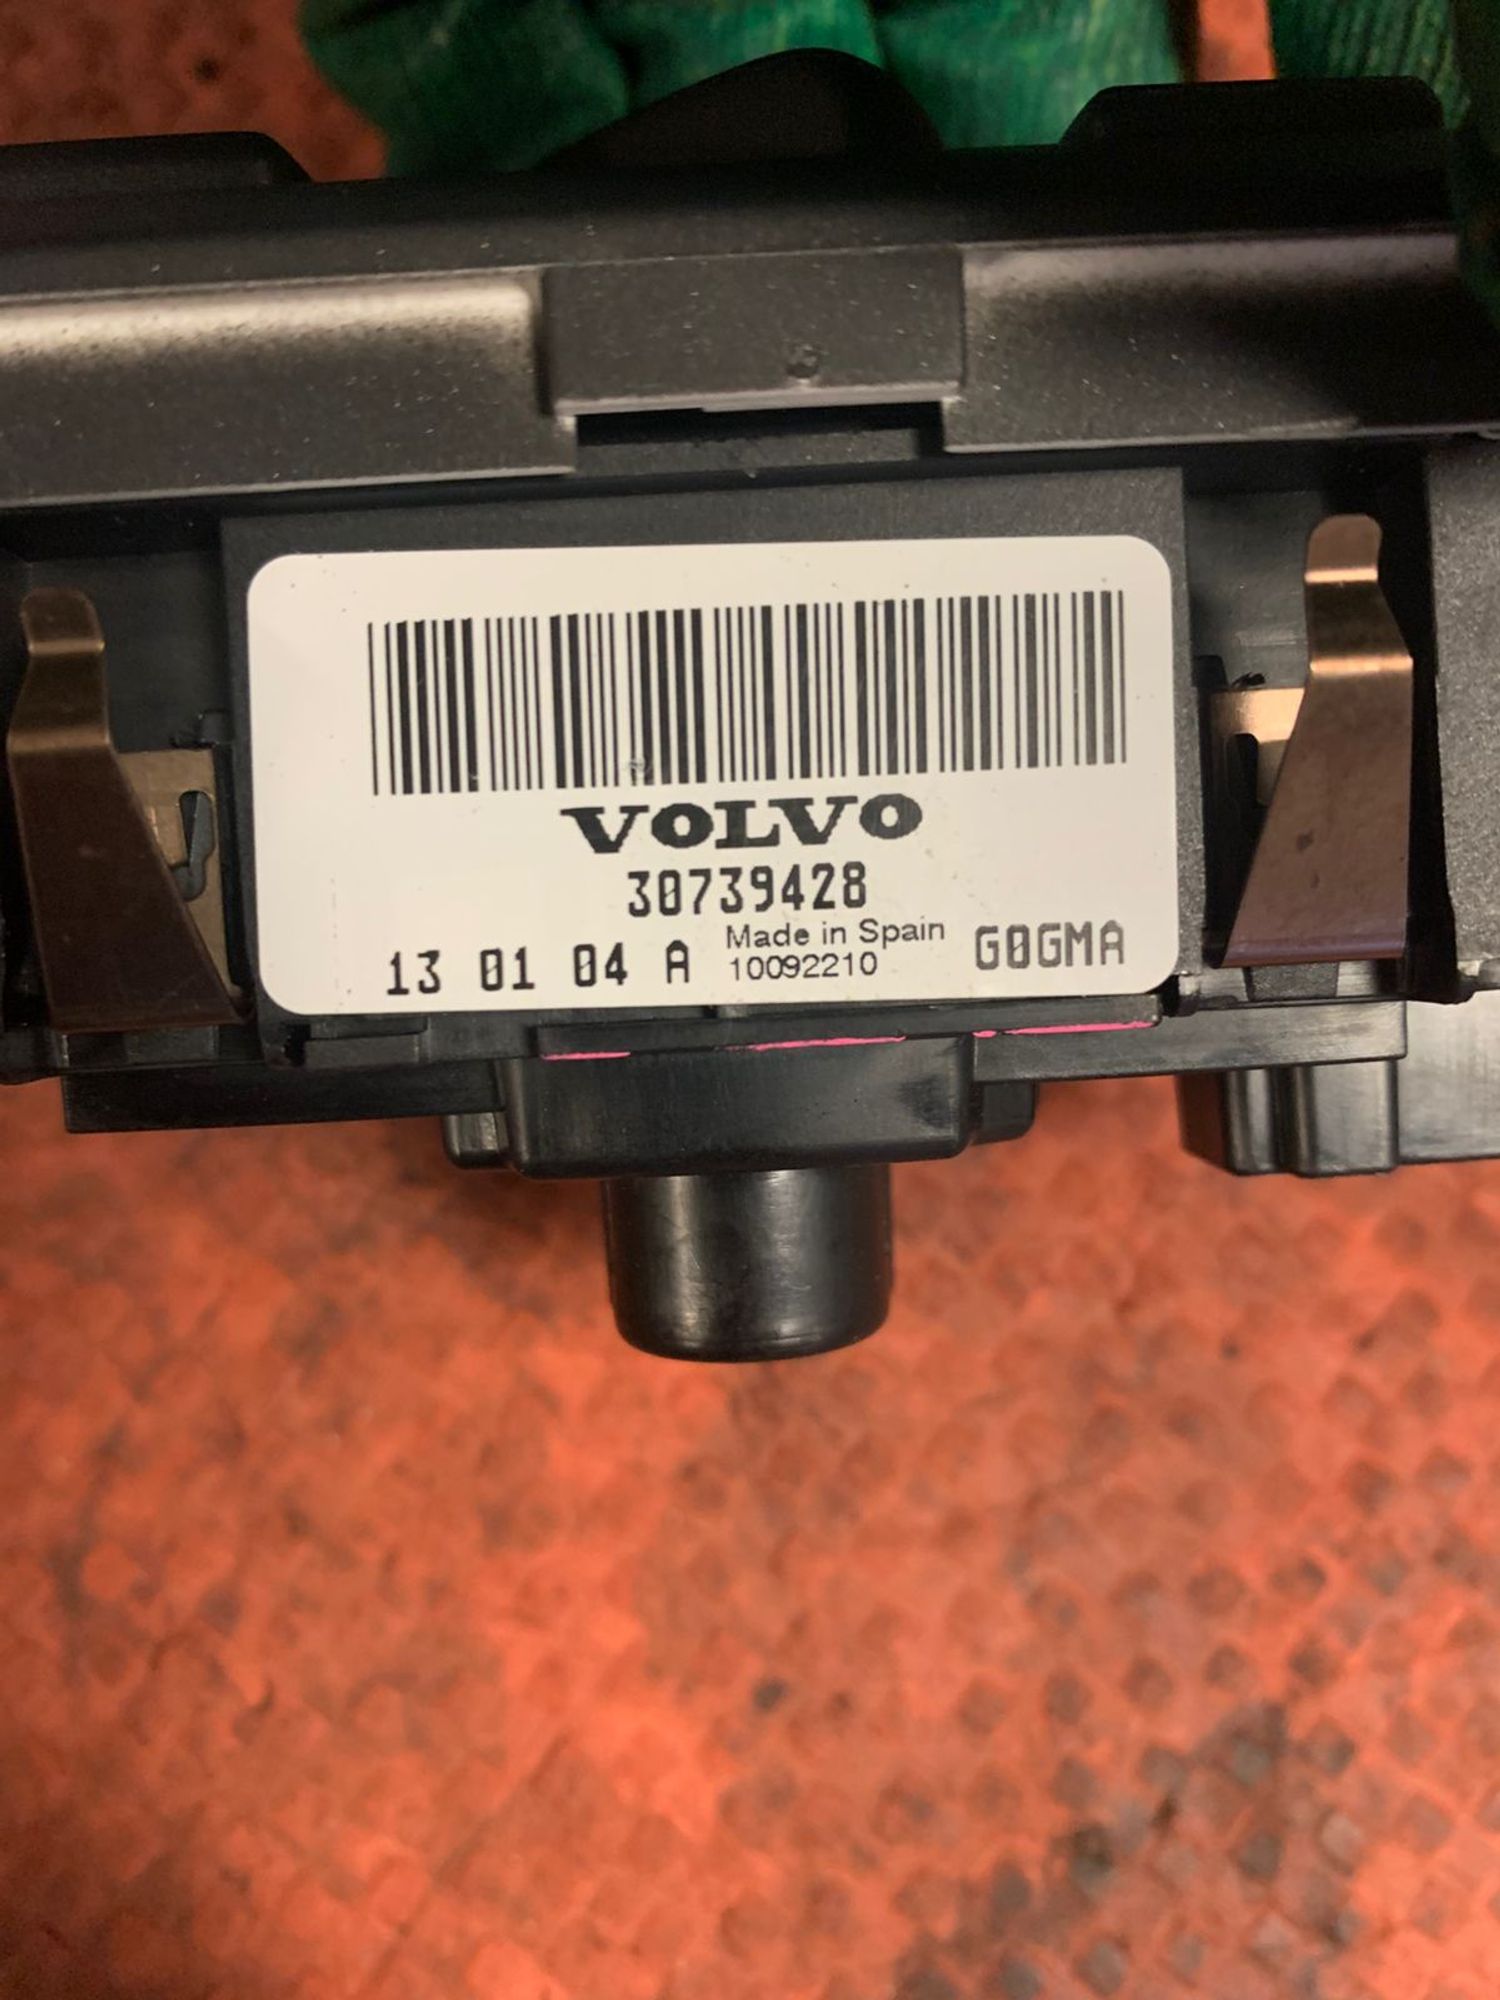 VOLVO
30739428
13 01 04 A Made in Spain G0GMA
10092210